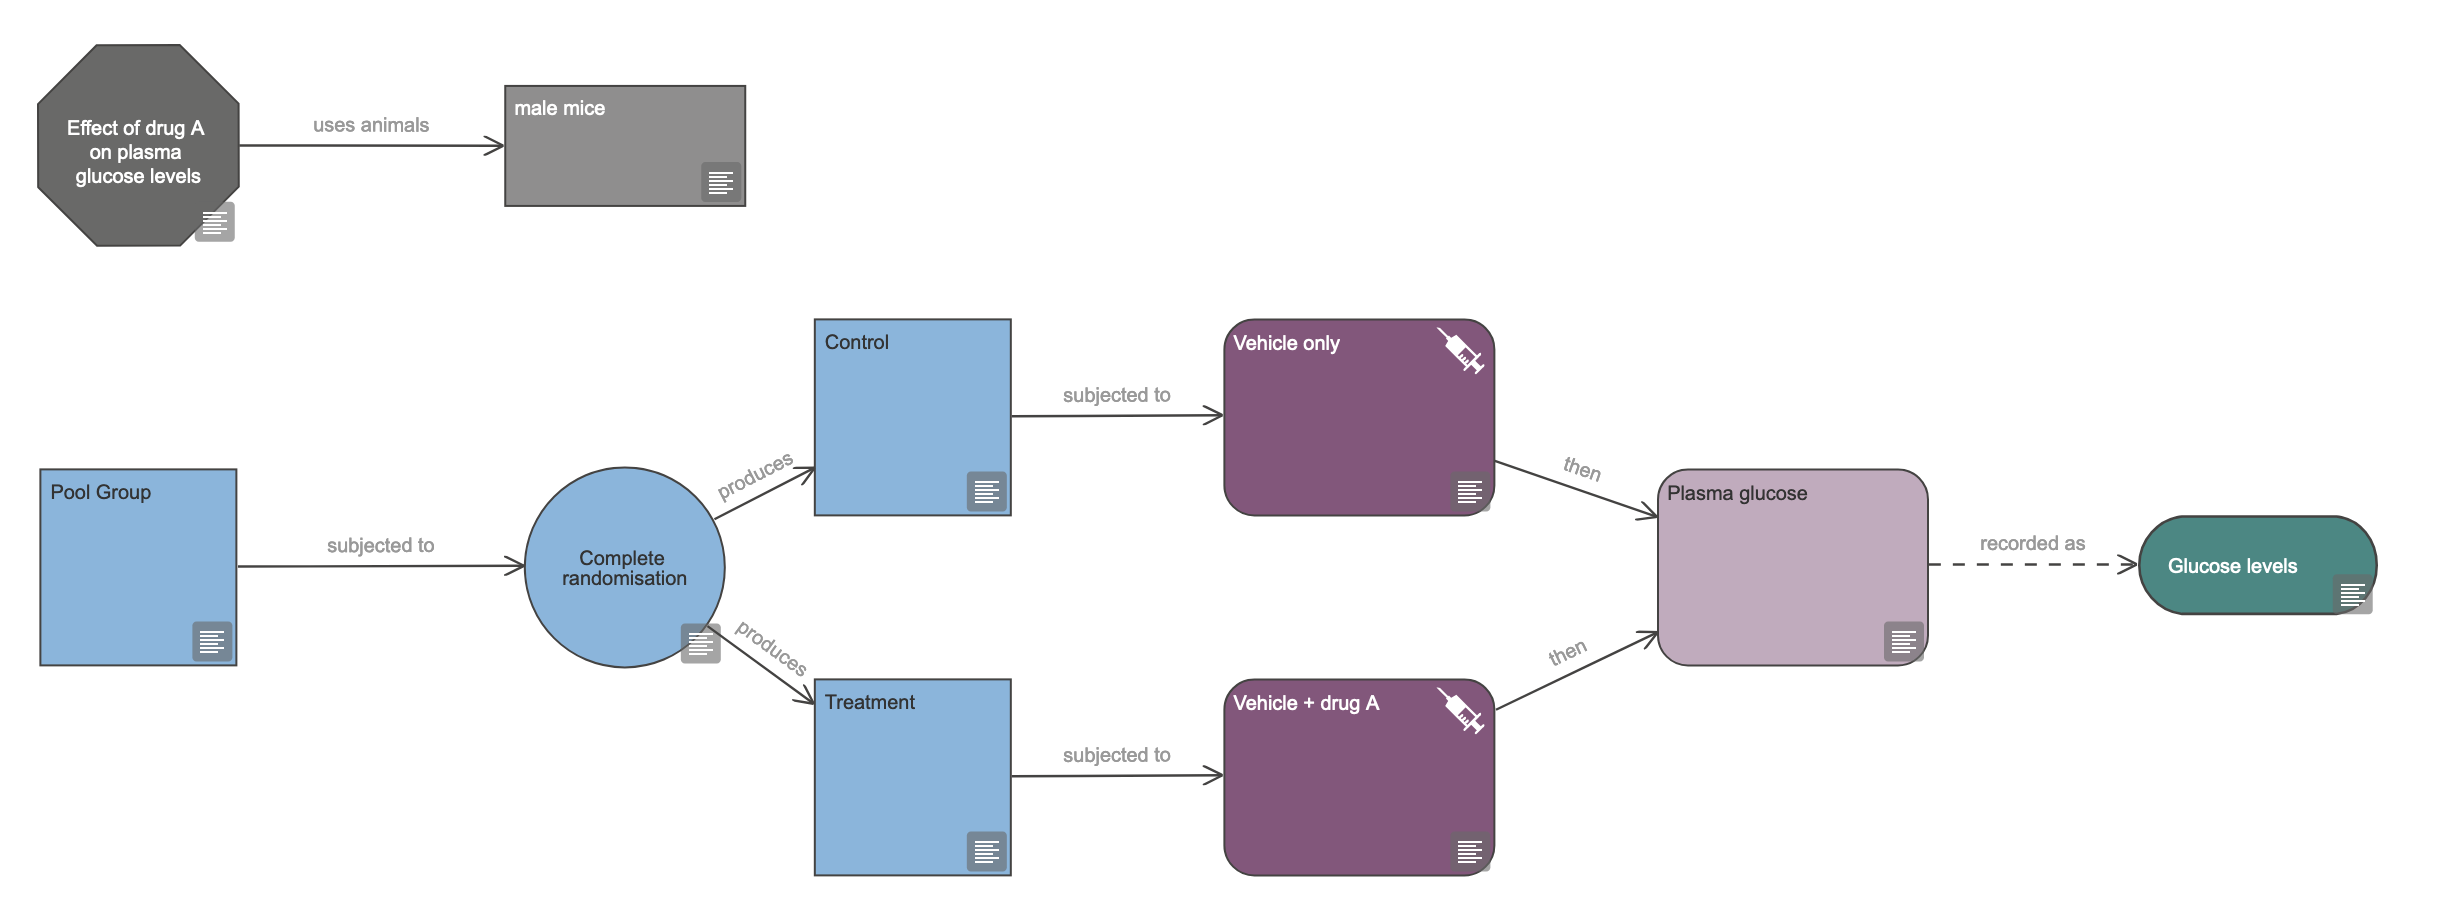 Effect of drug A
on plasma
glucose levels
uses animals
male mice
Pool Group
subjected to
Complete
randomisation
produces
produces
Control
subjected to
Vehicle only
then
Treatment
subjected to
Vehicle + drug A
then
Plasma glucose
recorded as
Glucose levels